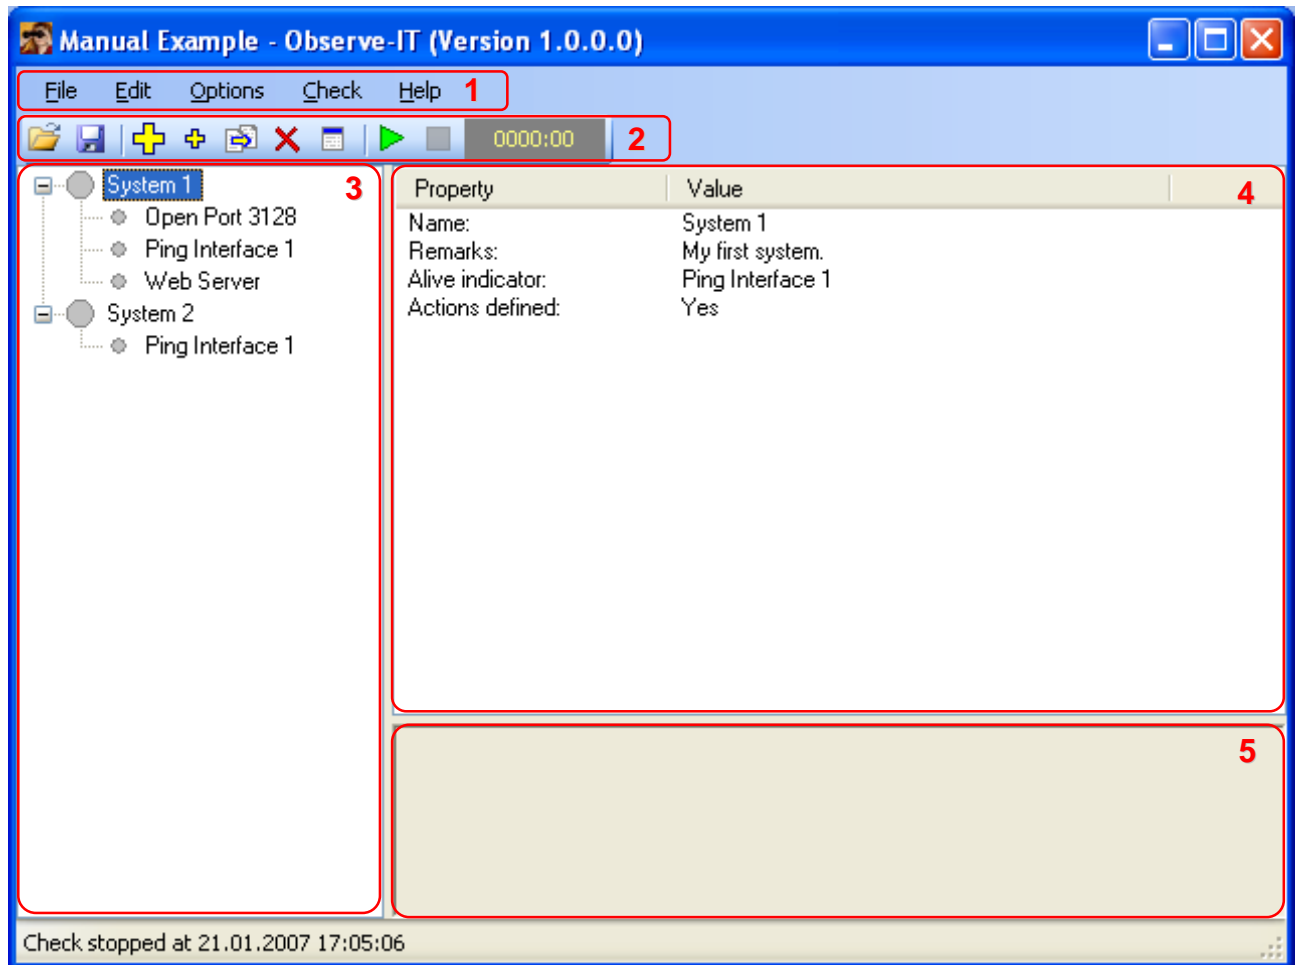 Manual Example - Observe-IT (Version 1.0.0.0)
File Edit Options Check Help 1
0000:00 2
3
System 1
Open Port 3128
Ping Interface 1
Web Server
System 2
Ping Interface 1
Property Value 4
Name: System 1
Remarks: My first system.
Alive indicator: Ping Interface 1
Actions defined: Yes
5
Check stopped at 21.01.2007 17:05:06